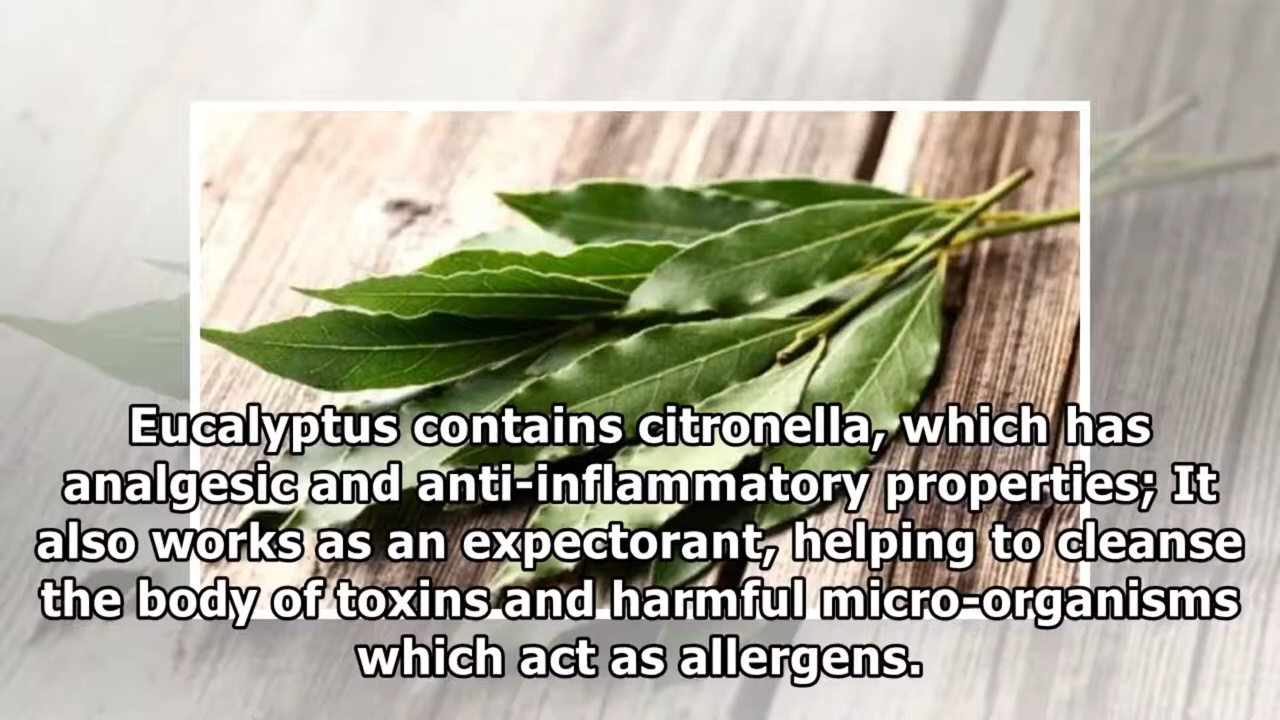 Eucalyptus contains citronella, which has
analgesic and anti-inflammatory properties; It
also works as an expectorant, helping to cleanse
the body of toxins and harmful micro-organisms
which act as allergens.